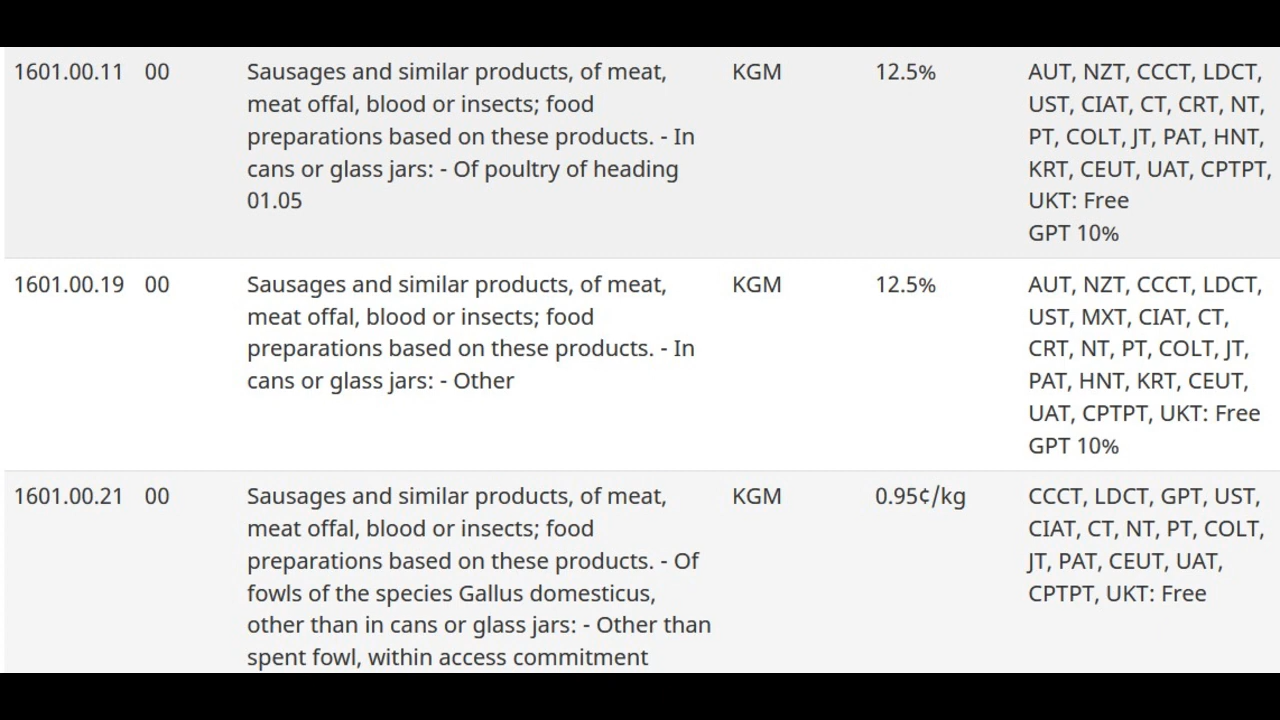 1601.00.11 00 Sausages and similar products, of meat, KGM 12.5% AUT, NZT, CCCT, LDCT,
meat offal, blood or insects; food UST, CIAT, CT, CRT, NT,
preparations based on these products. - In PT, COLT, JT, PAT, HNT,
cans or glass jars: - Of poultry of heading KRT, CEUT, UAT, CPTPT,
01.05 UKT: Free
GPT 10%
1601.00.19 00 Sausages and similar products, of meat, KGM 12.5% AUT, NZT, CCCT, LDCT,
meat offal, blood or insects; food UST, MXT, CIAT, CT,
preparations based on these products. - In CRT, NT, PT, COLT, JT,
cans or glass jars: - Other PAT, HNT, KRT, CEUT,
UAT, CPTPT, UKT: Free
GPT 10%
1601.00.21 00 Sausages and similar products, of meat, KGM 0.95¢/kg CCCT, LDCT, GPT, UST,
meat offal, blood or insects; food CIAT, CT, NT, PT, COLT,
preparations based on these products. - Of JT, PAT, CEUT, UAT,
fowls of the species Gallus domesticus, CPTPT, UKT: Free
other than in cans or glass jars: - Other than
spent fowl, within access commitment